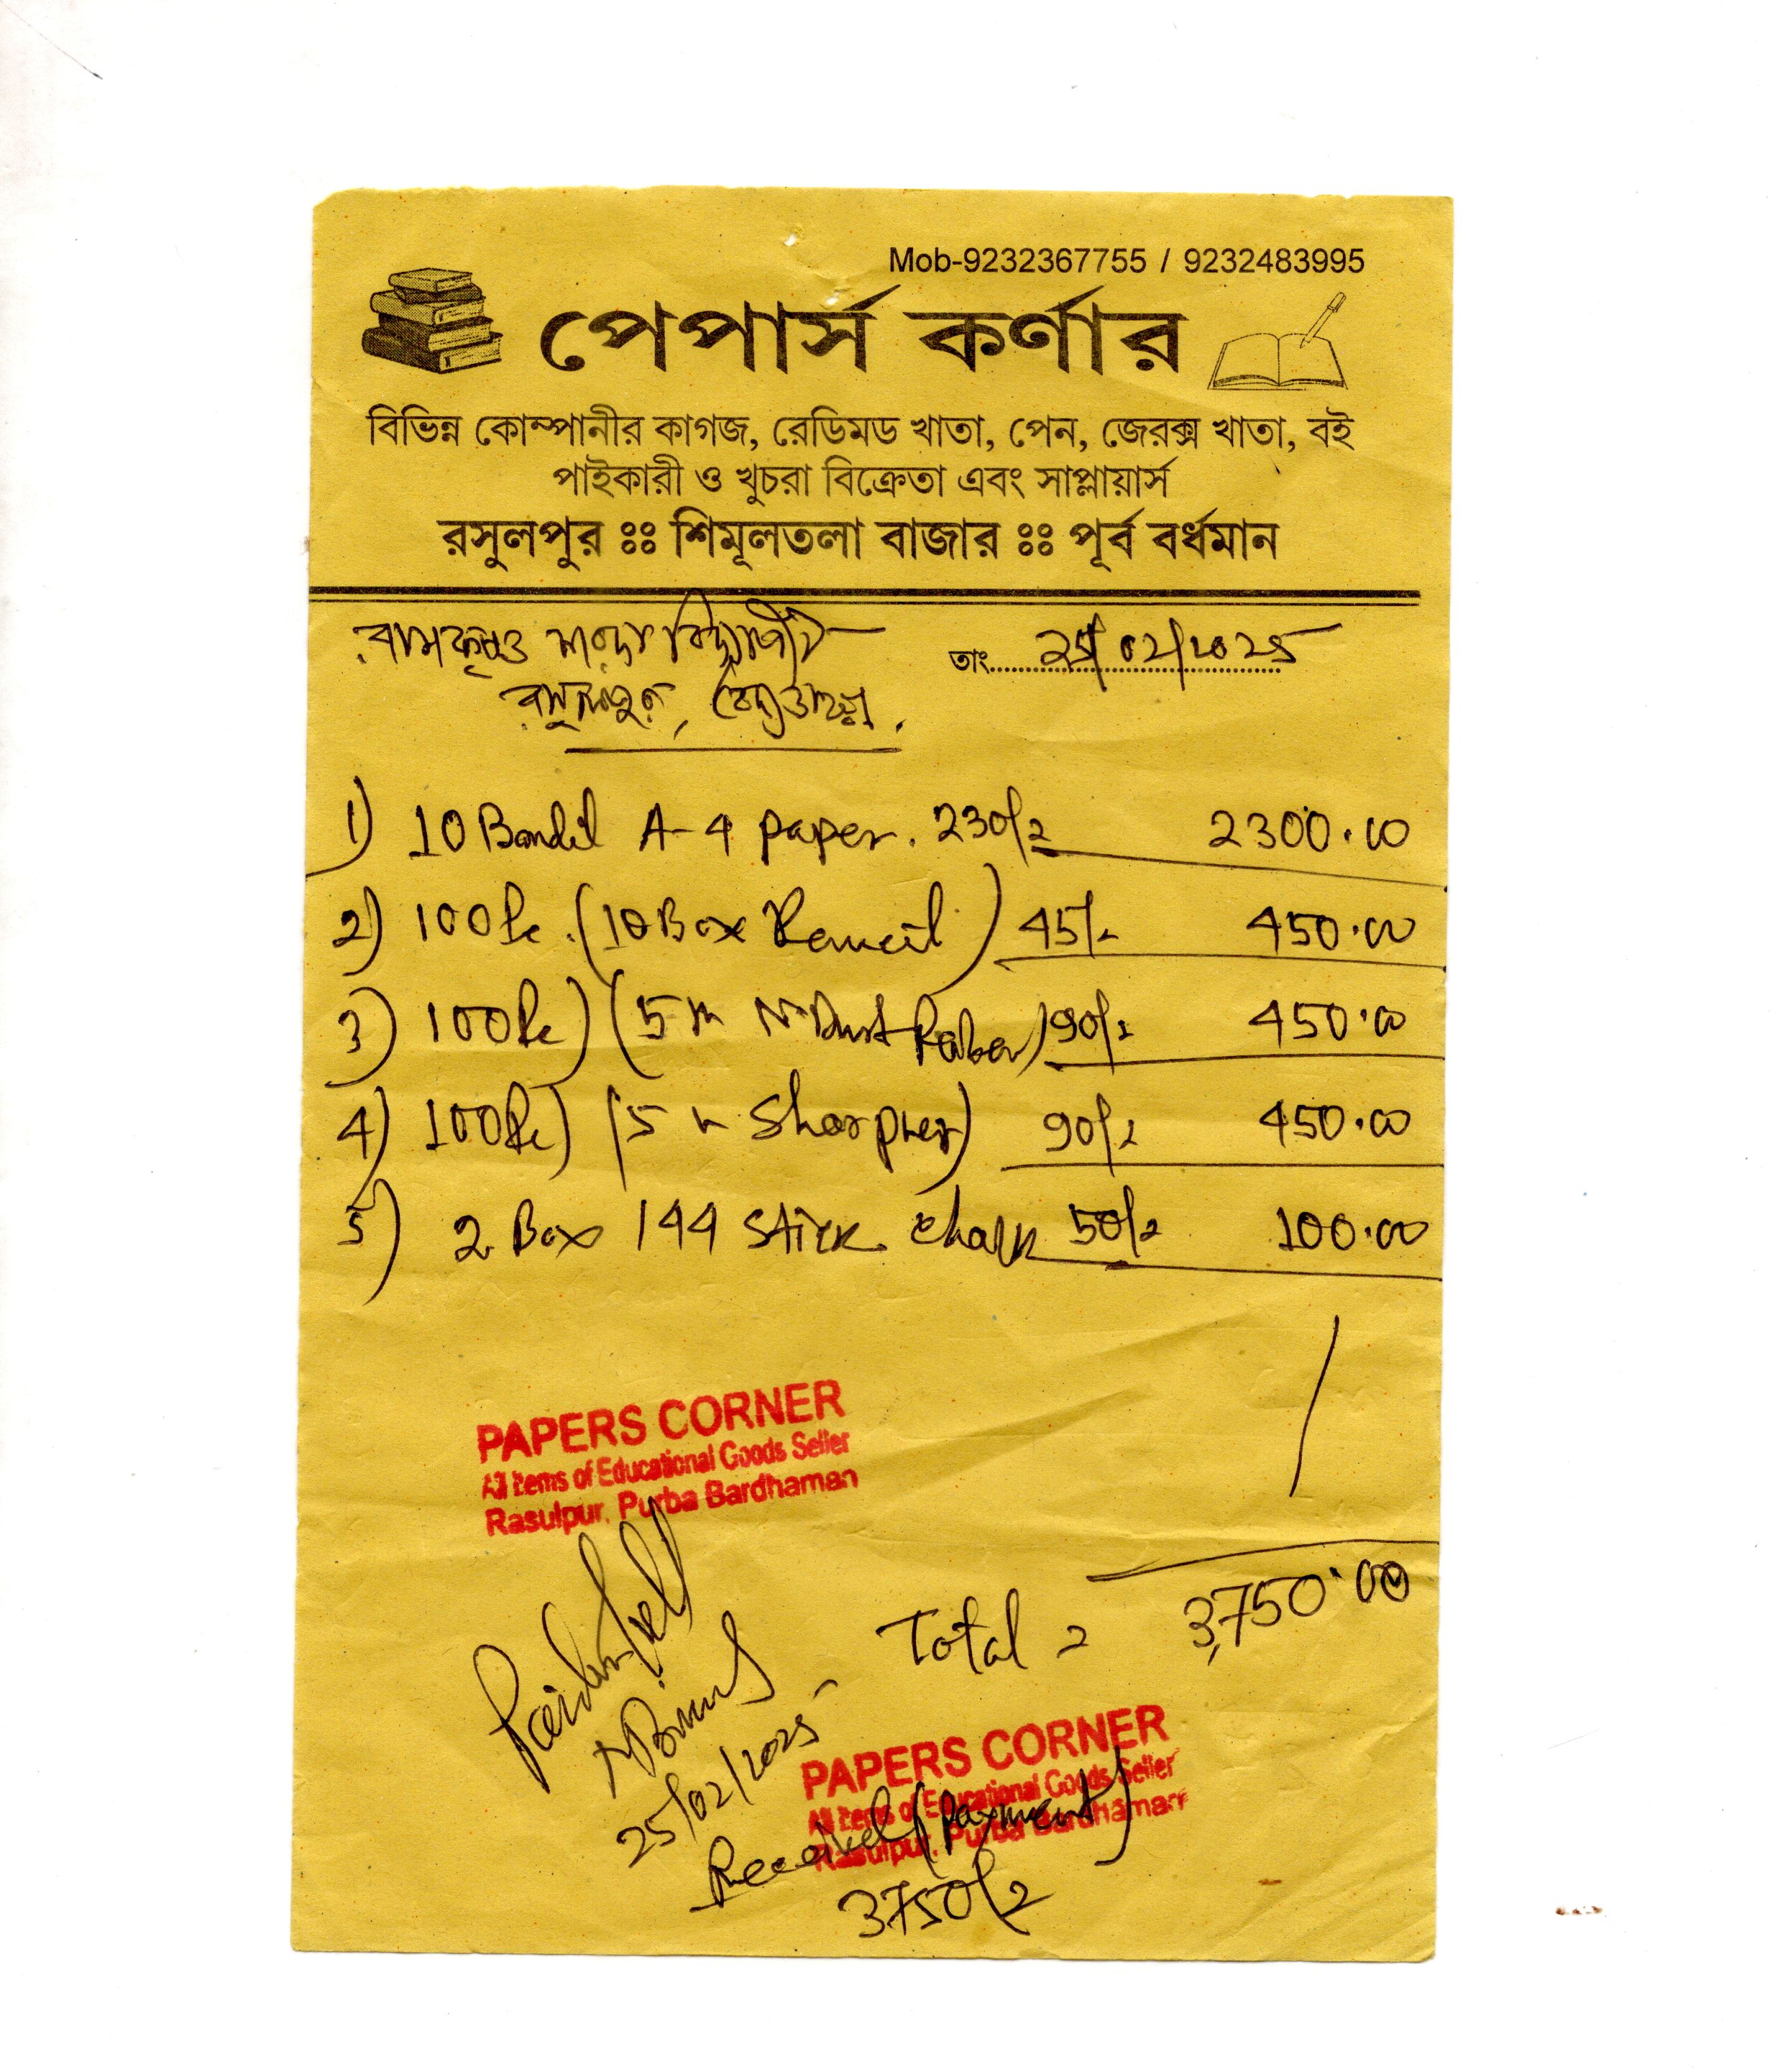 Mob-9232367755 / 9232483995
পেপার্স কর্ণার
বিভিন্ন কোম্পানীর কাগজ, রেডিমড খাতা, পেন, জেরক্স খাতা, বই
পাইকারী ও খুচরা বিক্রেতা এবং সাপ্লায়ার্স
রসুলপুর ঃঃ শিমূলতলা বাজার ঃঃ পূর্ব বর্ধমান
রামকৃষ্ণ সারদা বিদ্যাপীঠ
তাং 25/02/2025
রসুলপুর, বৈদ্যডাঙ্গা
1) 10 Bandil A-4 paper. 230/= 2300.00
2) 100 Pc. (10 Box Pencil) 45/= 450.00
3) 100 Pc) (5 90/= 450.00
4) 100 Pc) (5 Sharpner) 90/= 450.00
5) 2 Box 144 Stick chalk 50/= 100.00
PAPERS CORNER
All Items of Educational Goods Seller
Rasulpur, Purba Bardhaman
Total = 3,750.00
25/02/2025
PAPERS CORNER
All Items of Educational Goods Seller
Rasulpur, Purba Bardhaman
Received (Payment)
3750/=